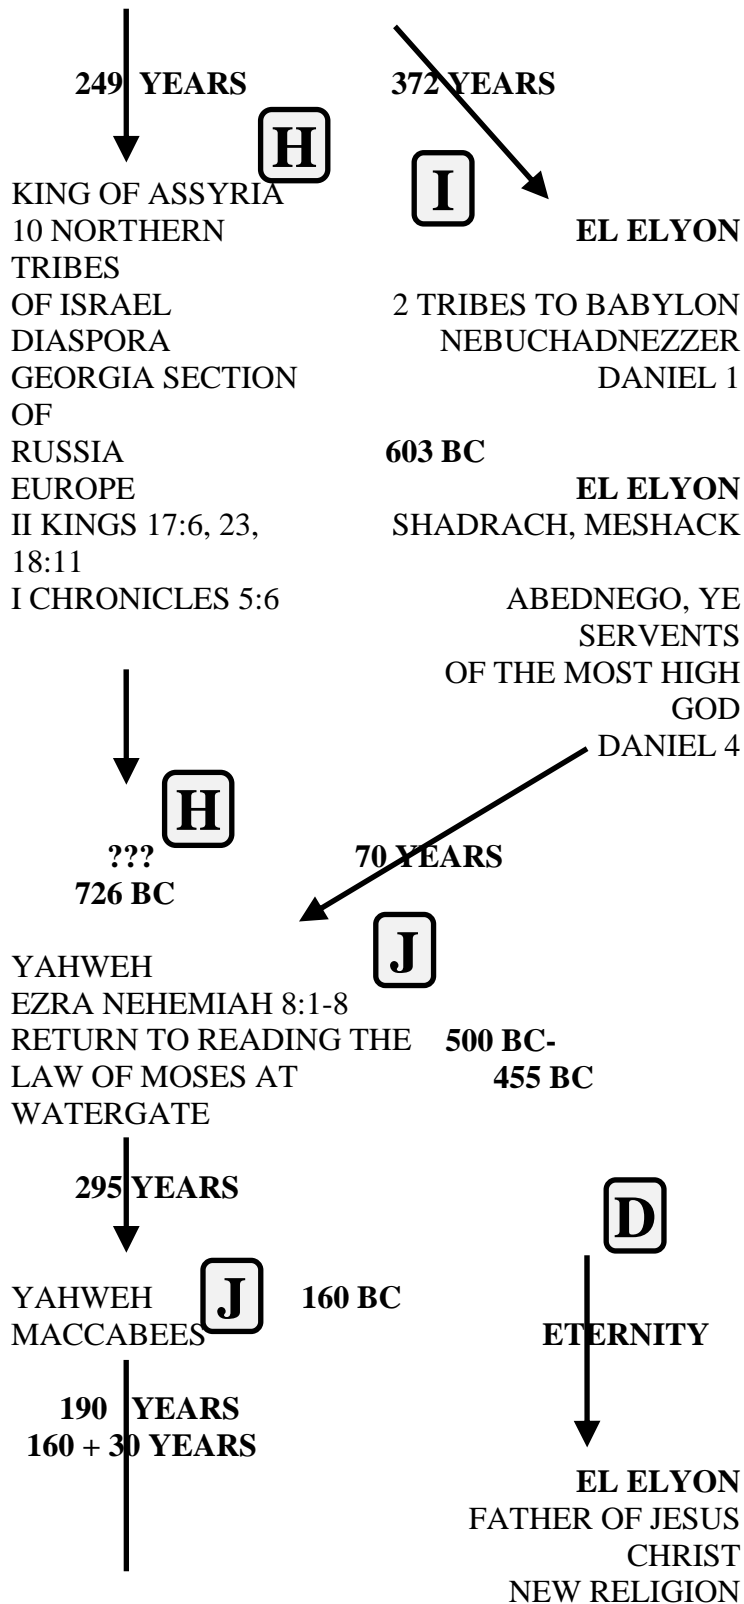 249 YEARS
372 YEARS
H
I
KING OF ASSYRIA
10 NORTHERN
TRIBES
OF ISRAEL
DIASPORA
GEORGIA SECTION
OF
RUSSIA
EUROPE
II KINGS 17:6, 23,
18:11
I CHRONICLES 5:6
EL ELYON
2 TRIBES TO BABYLON
NEBUCHADNEZZER
DANIEL 1
603 BC
EL ELYON
SHADRACH, MESHACK
ABEDNEGO, YE
SERVENTS
OF THE MOST HIGH
GOD
DANIEL 4
H
???
726 BC
70 YEARS
J
YAHWEH
EZRA NEHEMIAH 8:1-8
RETURN TO READING THE
LAW OF MOSES AT
WATERGATE
500 BC-
455 BC
295 YEARS
D
YAHWEH
MACCABEES
J
160 BC
ETERNITY
190 YEARS
160 + 30 YEARS
EL ELYON
FATHER OF JESUS
CHRIST
NEW RELIGION